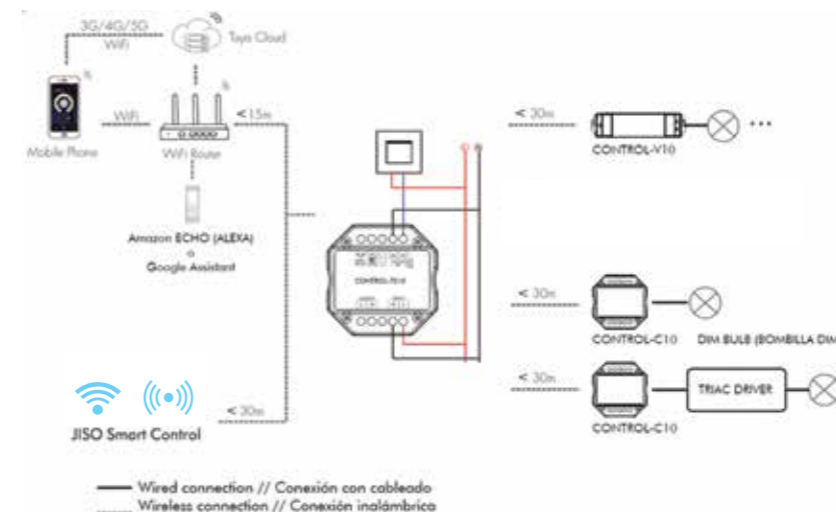 3G/4G/5G
WiFi
Tuya Cloud
WiFi
<15m
Mobile Phone
WiFi Router
Amazon ECHO (ALEXA)
o
Google Assistant
JISO Smart Control
< 30m
< 30m
CONTROL-V10
...
< 30m
CONTROL-C10
DIM BULB (BOMBILLA DIM
< 30m
TRIAC DRIVER
CONTROL-C10
Wired connection // Conexión con cableado
Wireless connection // Conexión inalámbrica